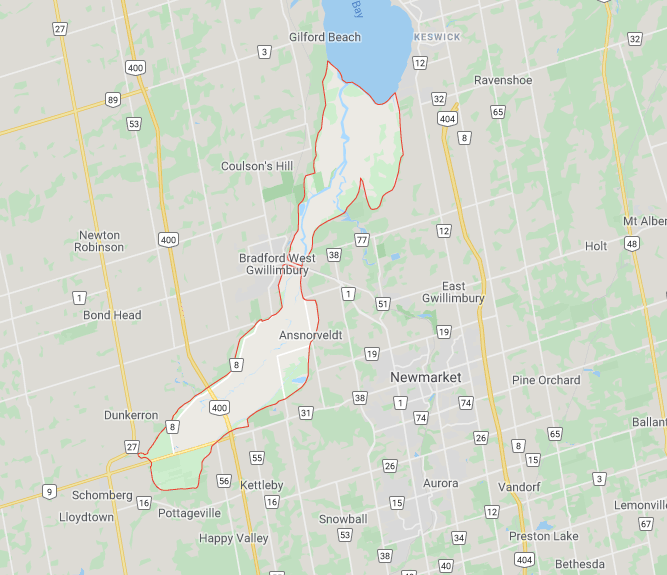 Bay
Gilford Beach
KESWICK
27
3
32
400
12
Ravenshoe
89
32
65
53
404
8
Coulson's Hill
Mt Alber
Newton
Robinson
400
77
12
48
Holt
38
Bradford West
Gwillimbury
1
1
East
Gwillimbury
51
Bond Head
Ansnorveldt
19
19
8
Newmarket
Pine Orchard
Dunkerron
400
31
38
1
74
74
Ballant
8
27
26
8
65
55
15
26
9
56
Kettleby
Aurora
Vandorf
3
Schomberg
16
16
15
Lloydtown
Pottageville
Snowball
12
Lemonville
67
53
34
Preston Lake
Happy Valley
38
40
404
Bethesda